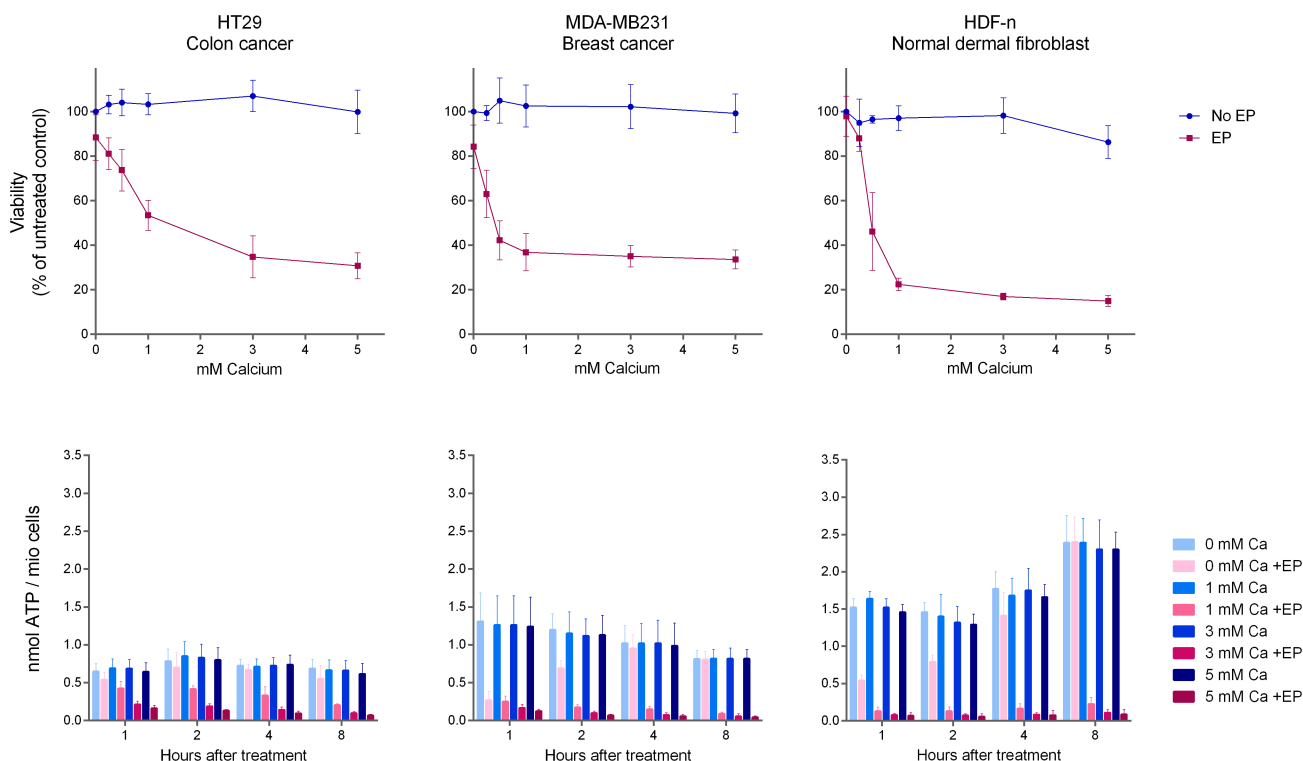 HT29
Colon cancer
MDA-MB231
Breast cancer
HDF-n
Normal dermal fibroblast
Viability
(% of untreated control)
100
80
60
40
20
0
0 1 2 3 4 5
mM Calcium
100
80
60
40
20
0
0 1 2 3 4 5
mM Calcium
100
80
60
40
20
0
0 1 2 3 4 5
mM Calcium
No EP
EP
nmol ATP / mio cells
3.5
3.0
2.5
2.0
1.5
1.0
0.5
0.0
1 2 4 8
Hours after treatment
3.5
3.0
2.5
2.0
1.5
1.0
0.5
0.0
1 2 4 8
Hours after treatment
3.5
3.0
2.5
2.0
1.5
1.0
0.5
0.0
1 2 4 8
Hours after treatment
0 mM Ca
0 mM Ca +EP
1 mM Ca
1 mM Ca +EP
3 mM Ca
3 mM Ca +EP
5 mM Ca
5 mM Ca +EP